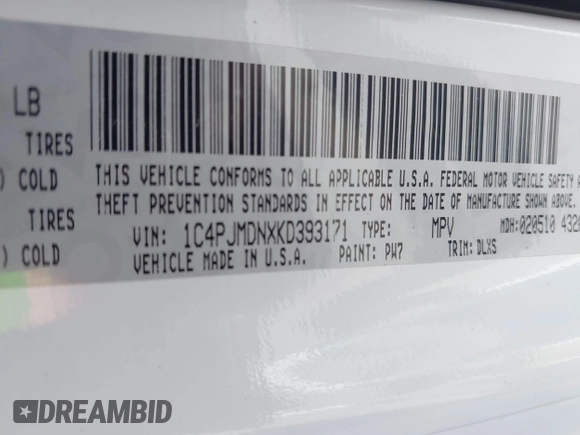 LB
TIRES
) COLD
TIRES
) COLD
THIS VEHICLE CONFORMS TO ALL APPLICABLE U.S.A. FEDERAL MOTOR VEHICLE SAFETY A
THEFT PREVENTION STANDARDS IN EFFECT ON THE DATE OF MANUFACTURE SHOWN ABOVE.
VIN: 1C4PJMDNXKD393171 TYPE: MPV MDH:020510 432
VEHICLE MADE IN U.S.A. PAINT: PW7 TRIM: DLXS
DREAMBID